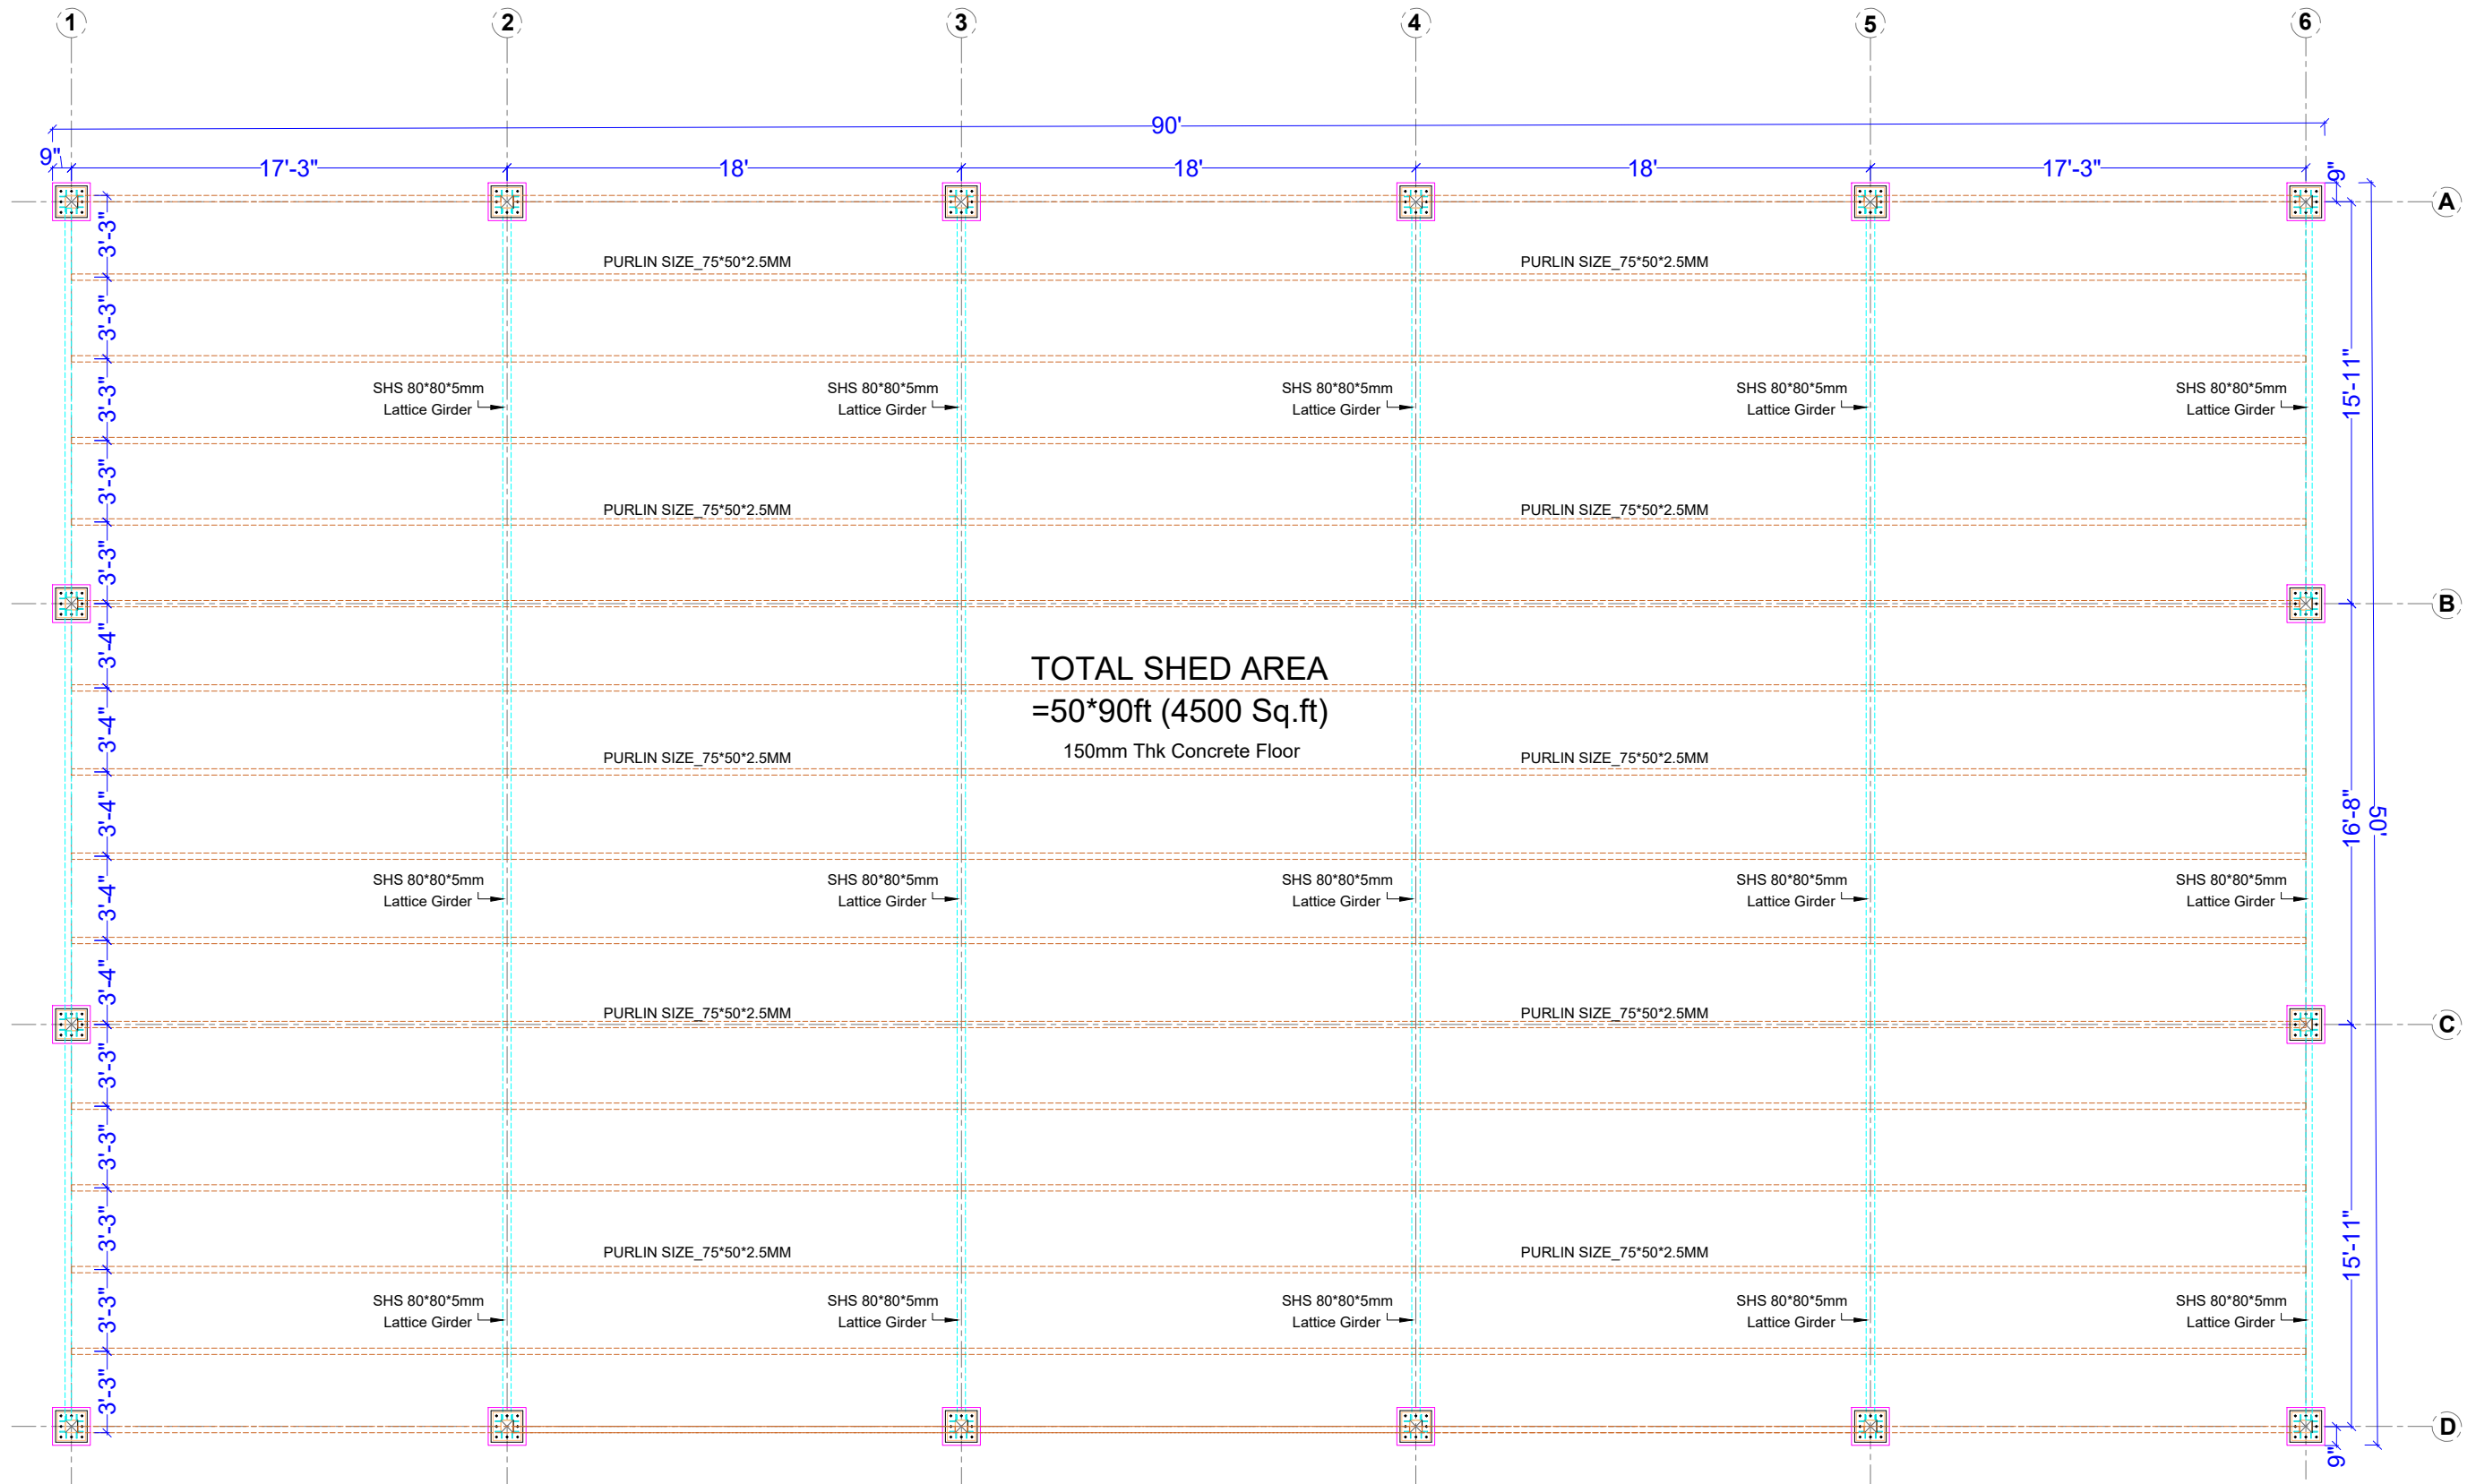 1 2 3 4 5 6
90'
9" 17'-3" 18' 18' 18' 17'-3" 9"
A
3'-3"
PURLIN SIZE_75*50*2.5MM PURLIN SIZE_75*50*2.5MM
3'-3"
15'-11"
SHS 80*80*5mm SHS 80*80*5mm SHS 80*80*5mm SHS 80*80*5mm SHS 80*80*5mm
Lattice Girder Lattice Girder Lattice Girder Lattice Girder Lattice Girder
3'-3"
3'-3"
PURLIN SIZE_75*50*2.5MM PURLIN SIZE_75*50*2.5MM
3'-3"
B
3'-4"
TOTAL SHED AREA
=50*90ft (4500 Sq.ft)
3'-4"
150mm Thk Concrete Floor
PURLIN SIZE_75*50*2.5MM PURLIN SIZE_75*50*2.5MM
3'-4"
16'-8"
50'
SHS 80*80*5mm SHS 80*80*5mm SHS 80*80*5mm SHS 80*80*5mm SHS 80*80*5mm
Lattice Girder Lattice Girder Lattice Girder Lattice Girder Lattice Girder
3'-4"
3'-4"
PURLIN SIZE_75*50*2.5MM PURLIN SIZE_75*50*2.5MM
C
3'-3"
3'-3"
3'-3"
15'-11"
PURLIN SIZE_75*50*2.5MM PURLIN SIZE_75*50*2.5MM
SHS 80*80*5mm SHS 80*80*5mm SHS 80*80*5mm SHS 80*80*5mm SHS 80*80*5mm
Lattice Girder Lattice Girder Lattice Girder Lattice Girder Lattice Girder
3'-3"
3'-3"
D
9"